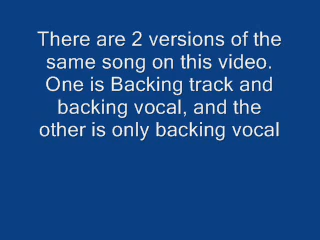 There are 2 versions of the
same song on this video.
One is Backing track and
backing vocal, and the
other is only backing vocal